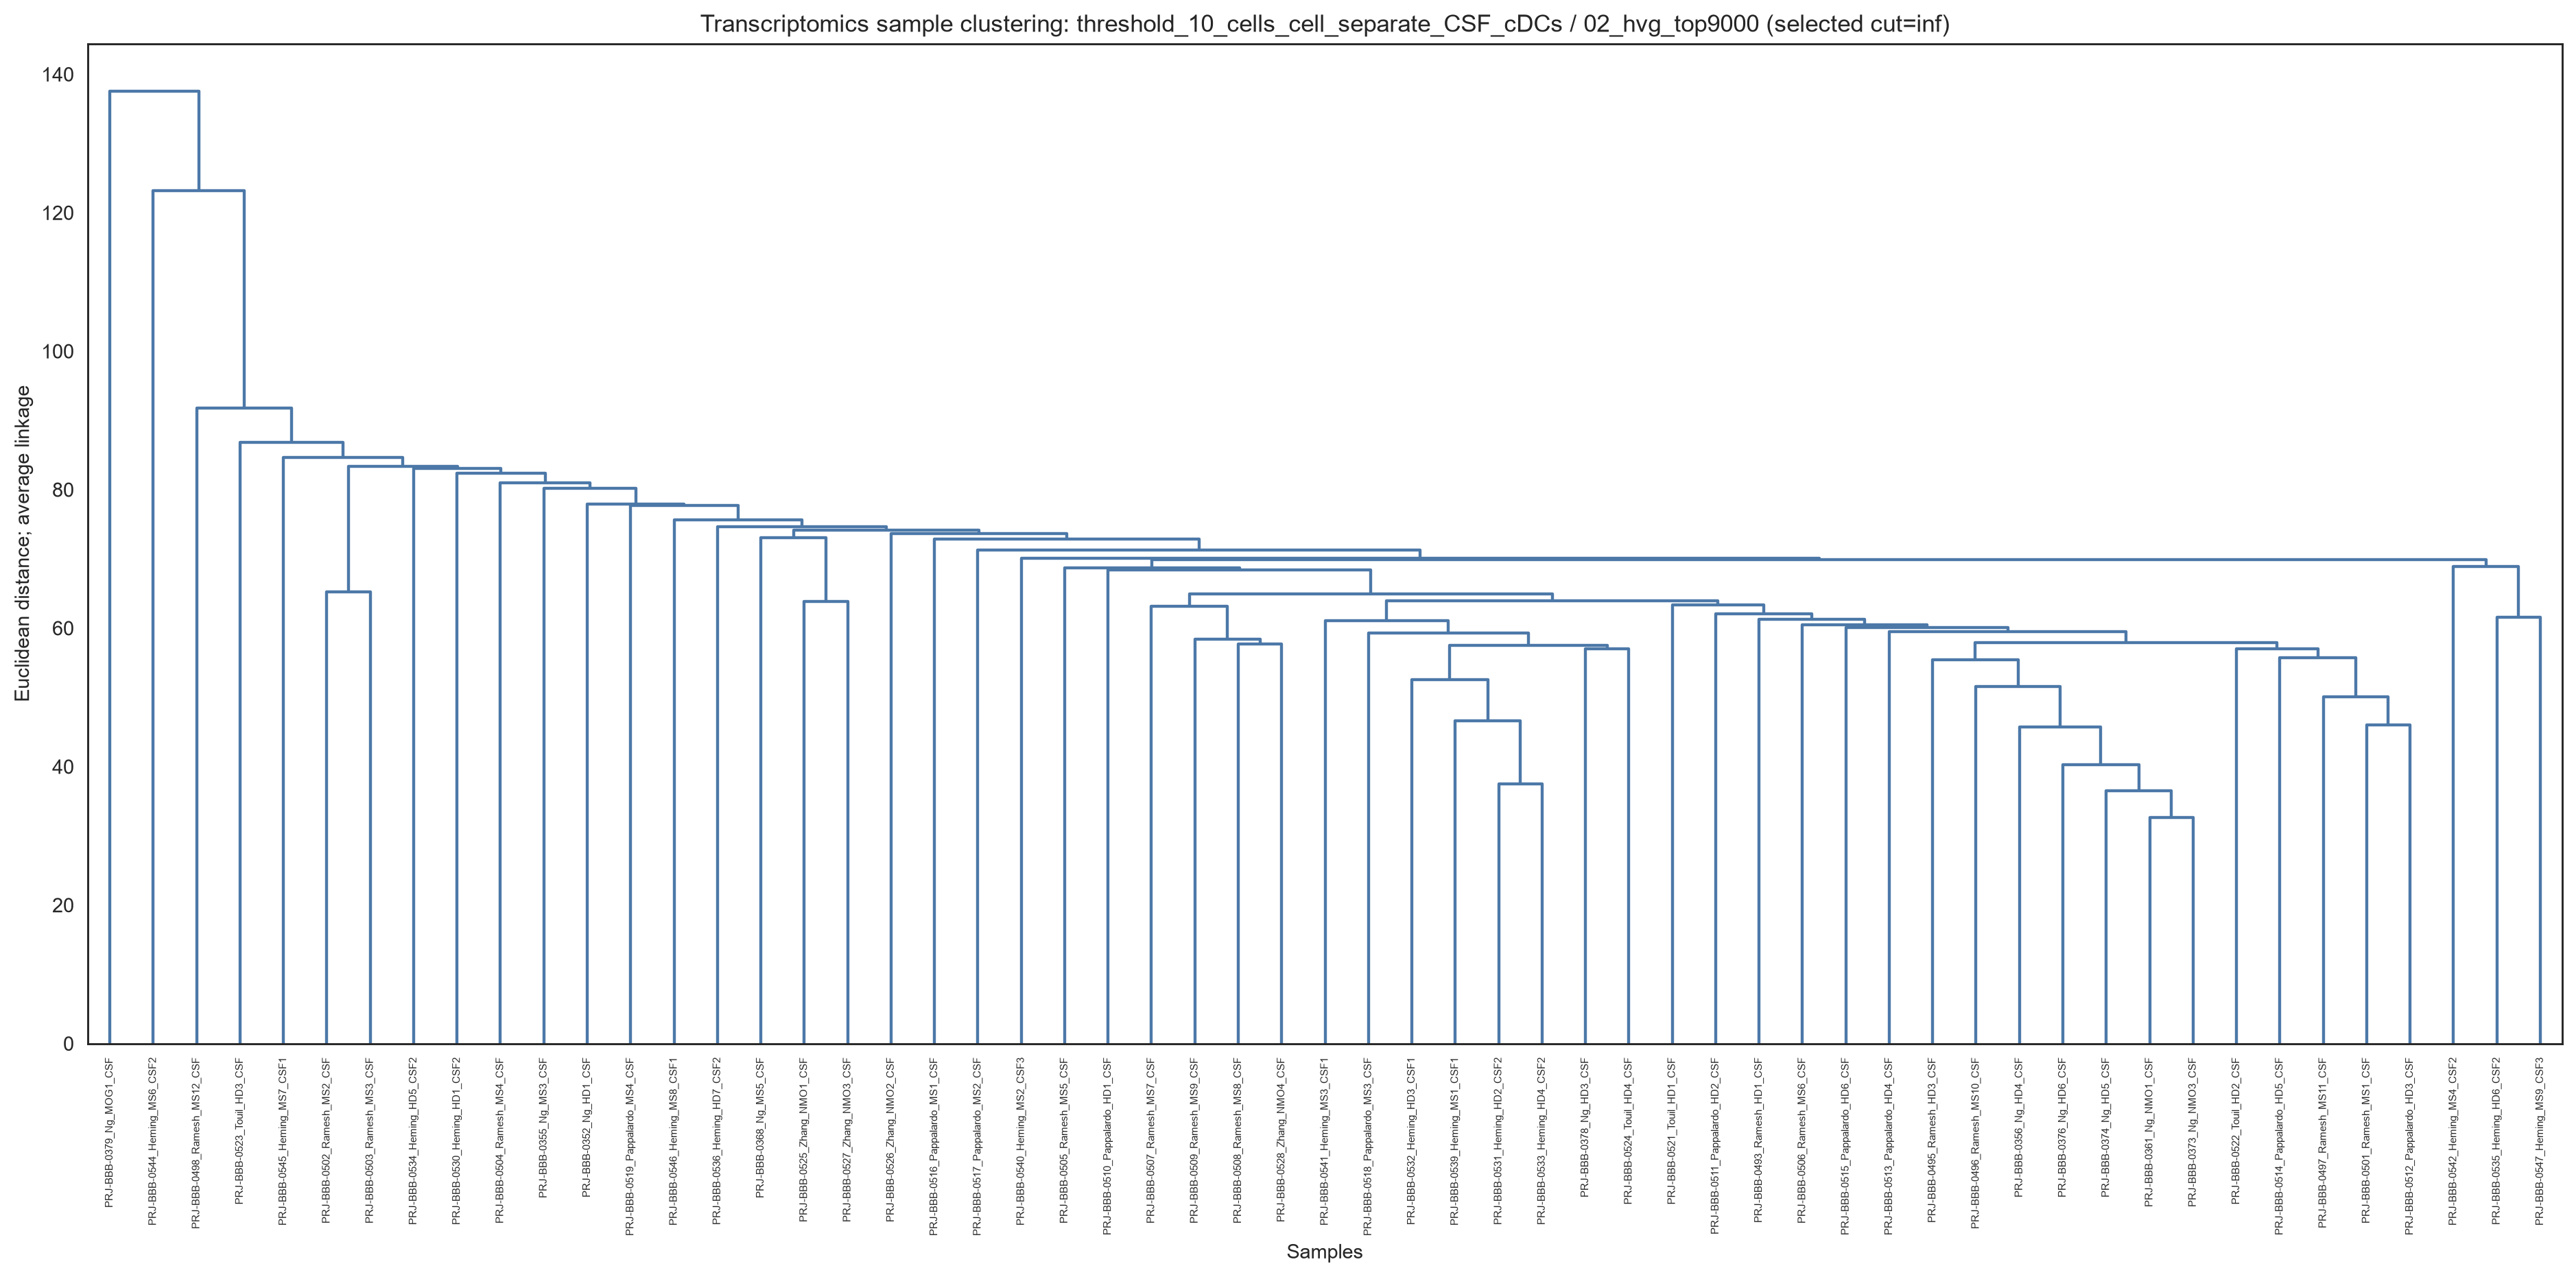 Transcriptomics sample clustering: threshold_10_cells_cell_separate_CSF_cDCs / 02_hvg_top9000 (selected cut=inf)
Euclidean distance; average linkage
140
120
100
80
60
40
20
0
PRJ-BBB-0379_Ng_MOG1_CSF
PRJ-BBB-0544_Heming_MS6_CSF2
PRJ-BBB-0498_Ramesh_MS12_CSF
PRJ-BBB-0523_Touil_HD3_CSF
PRJ-BBB-0545_Heming_MS7_CSF1
PRJ-BBB-0502_Ramesh_MS2_CSF
PRJ-BBB-0503_Ramesh_MS3_CSF
PRJ-BBB-0534_Heming_HD5_CSF2
PRJ-BBB-0530_Heming_HD1_CSF2
PRJ-BBB-0504_Ramesh_MS4_CSF
PRJ-BBB-0355_Ng_MS3_CSF
PRJ-BBB-0352_Ng_HD1_CSF
PRJ-BBB-0519_Pappalardo_MS4_CSF
PRJ-BBB-0546_Heming_MS8_CSF1
PRJ-BBB-0536_Heming_HD7_CSF2
PRJ-BBB-0368_Ng_MS5_CSF
PRJ-BBB-0525_Zhang_NMO1_CSF
PRJ-BBB-0527_Zhang_NMO3_CSF
PRJ-BBB-0526_Zhang_NMO2_CSF
PRJ-BBB-0516_Pappalardo_MS1_CSF
PRJ-BBB-0517_Pappalardo_MS2_CSF
PRJ-BBB-0540_Heming_MS2_CSF3
PRJ-BBB-0505_Ramesh_MS5_CSF
PRJ-BBB-0510_Pappalardo_HD1_CSF
PRJ-BBB-0507_Ramesh_MS7_CSF
PRJ-BBB-0509_Ramesh_MS9_CSF
PRJ-BBB-0508_Ramesh_MS8_CSF
PRJ-BBB-0528_Zhang_NMO4_CSF
PRJ-BBB-0541_Heming_MS3_CSF1
PRJ-BBB-0518_Pappalardo_MS3_CSF
PRJ-BBB-0532_Heming_HD3_CSF1
PRJ-BBB-0539_Heming_MS1_CSF1
PRJ-BBB-0531_Heming_HD2_CSF2
PRJ-BBB-0533_Heming_HD4_CSF2
PRJ-BBB-0378_Ng_HD3_CSF
PRJ-BBB-0524_Touil_HD4_CSF
PRJ-BBB-0521_Touil_HD1_CSF
PRJ-BBB-0511_Pappalardo_HD2_CSF
PRJ-BBB-0493_Ramesh_HD1_CSF
PRJ-BBB-0506_Ramesh_MS6_CSF
PRJ-BBB-0515_Pappalardo_HD6_CSF
PRJ-BBB-0513_Pappalardo_HD4_CSF
PRJ-BBB-0495_Ramesh_HD3_CSF
PRJ-BBB-0496_Ramesh_MS10_CSF
PRJ-BBB-0356_Ng_HD4_CSF
PRJ-BBB-0376_Ng_HD6_CSF
PRJ-BBB-0374_Ng_HD5_CSF
PRJ-BBB-0361_Ng_NMO1_CSF
PRJ-BBB-0373_Ng_NMO3_CSF
PRJ-BBB-0522_Touil_HD2_CSF
PRJ-BBB-0514_Pappalardo_HD5_CSF
PRJ-BBB-0497_Ramesh_MS11_CSF
PRJ-BBB-0501_Ramesh_MS1_CSF
PRJ-BBB-0512_Pappalardo_HD3_CSF
PRJ-BBB-0542_Heming_MS4_CSF2
PRJ-BBB-0535_Heming_HD6_CSF2
PRJ-BBB-0547_Heming_MS9_CSF3
Samples